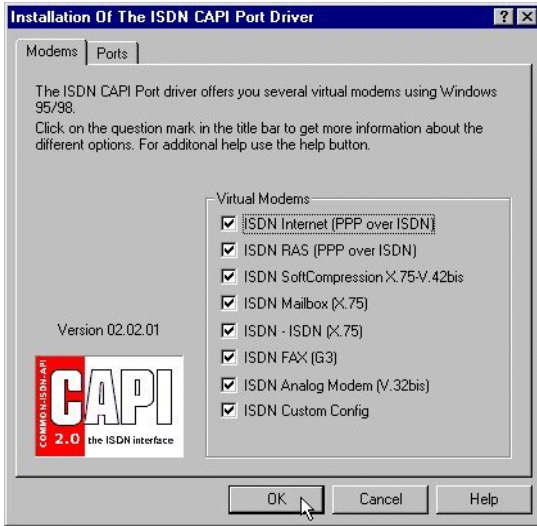 Installation Of The ISDN CAPI Port Driver
Modems
Ports
The ISDN CAPI Port driver offers you several virtual modems using Windows
95/98.
Click on the question mark in the title bar to get more information about the
different options. For additonal help use the help button.
Virtual Modems
ISDN Internet (PPP over ISDN)
ISDN RAS (PPP over ISDN)
ISDN SoftCompression X.75-V.42bis
ISDN Mailbox (X.75)
ISDN - ISDN (X.75)
ISDN FAX (G3)
ISDN Analog Modem (V.32bis)
ISDN Custom Config
Version 02.02.01
COMMON-ISDN-API
CAPI
2.0 the ISDN interface
OK
Cancel
Help